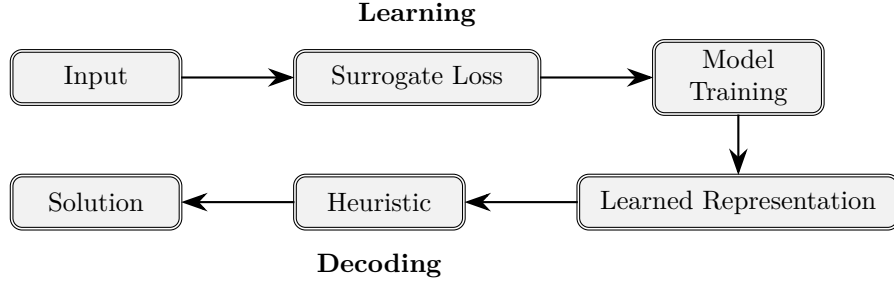 Learning
Input
Surrogate Loss
Model
Training
Solution
Heuristic
Learned Representation
Decoding